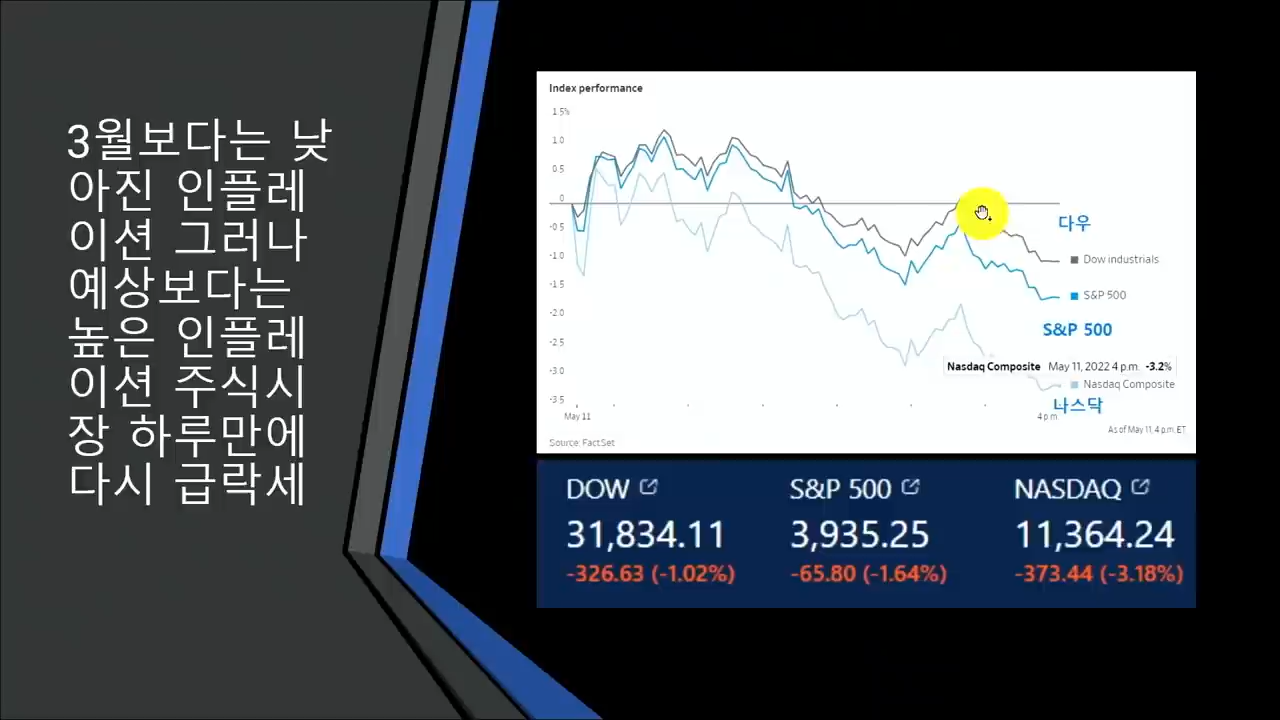 3월보다는 낮
아진 인플레
이션 그러나
예상보다는
높은 인플레
이션 주식시
장 하루만에
다시 급락세
Index performance
1.5%
1.0
0.5
0
-0.5
-1.0
-1.5
-2.0
-2.5
-3.0
-3.5
다우
Dow industrials
S&P 500
S&P 500
Nasdaq Composite May 11, 2022 4 p.m. -3.2%
Nasdaq Composite
나스닥
May 11
4 p.m.
As of May 11, 4 p.m. ET
Source: FactSet
DOW S&P 500 NASDAQ
31,834.11 3,935.25 11,364.24
-326.63 (-1.02%) -65.80 (-1.64%) -373.44 (-3.18%)